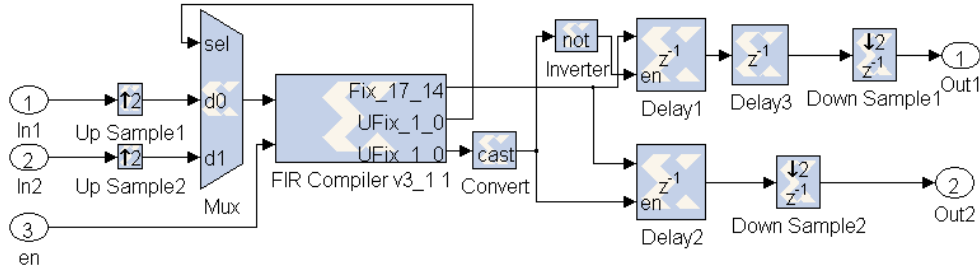 sel
not
z-1
en
Delay1
z-1
Delay3
↓2
z-1
Down Sample1
1
Out1
Inverter
1
In1
↑2
Up Sample1
d0
d1
Mux
Fix_17_14
UFix_1_0
UFix_1_0
FIR Compiler v3_1 1
cast
Convert
2
In2
↑2
Up Sample2
z-1
en
Delay2
↓2
z-1
Down Sample2
2
Out2
3
en